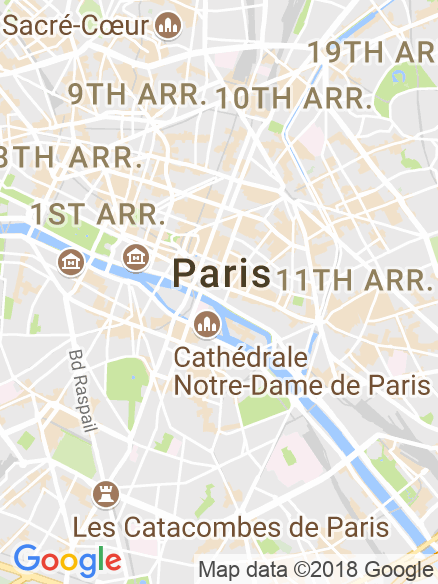 Sacré-Cœur
19TH AR
9TH ARR.
10TH ARR.
8TH ARR.
1ST ARR.
Paris
11TH ARR.
Cathédrale
Notre-Dame de Paris
Bd Raspail
Les Catacombes de Paris
Google
Map data ©2018 Google